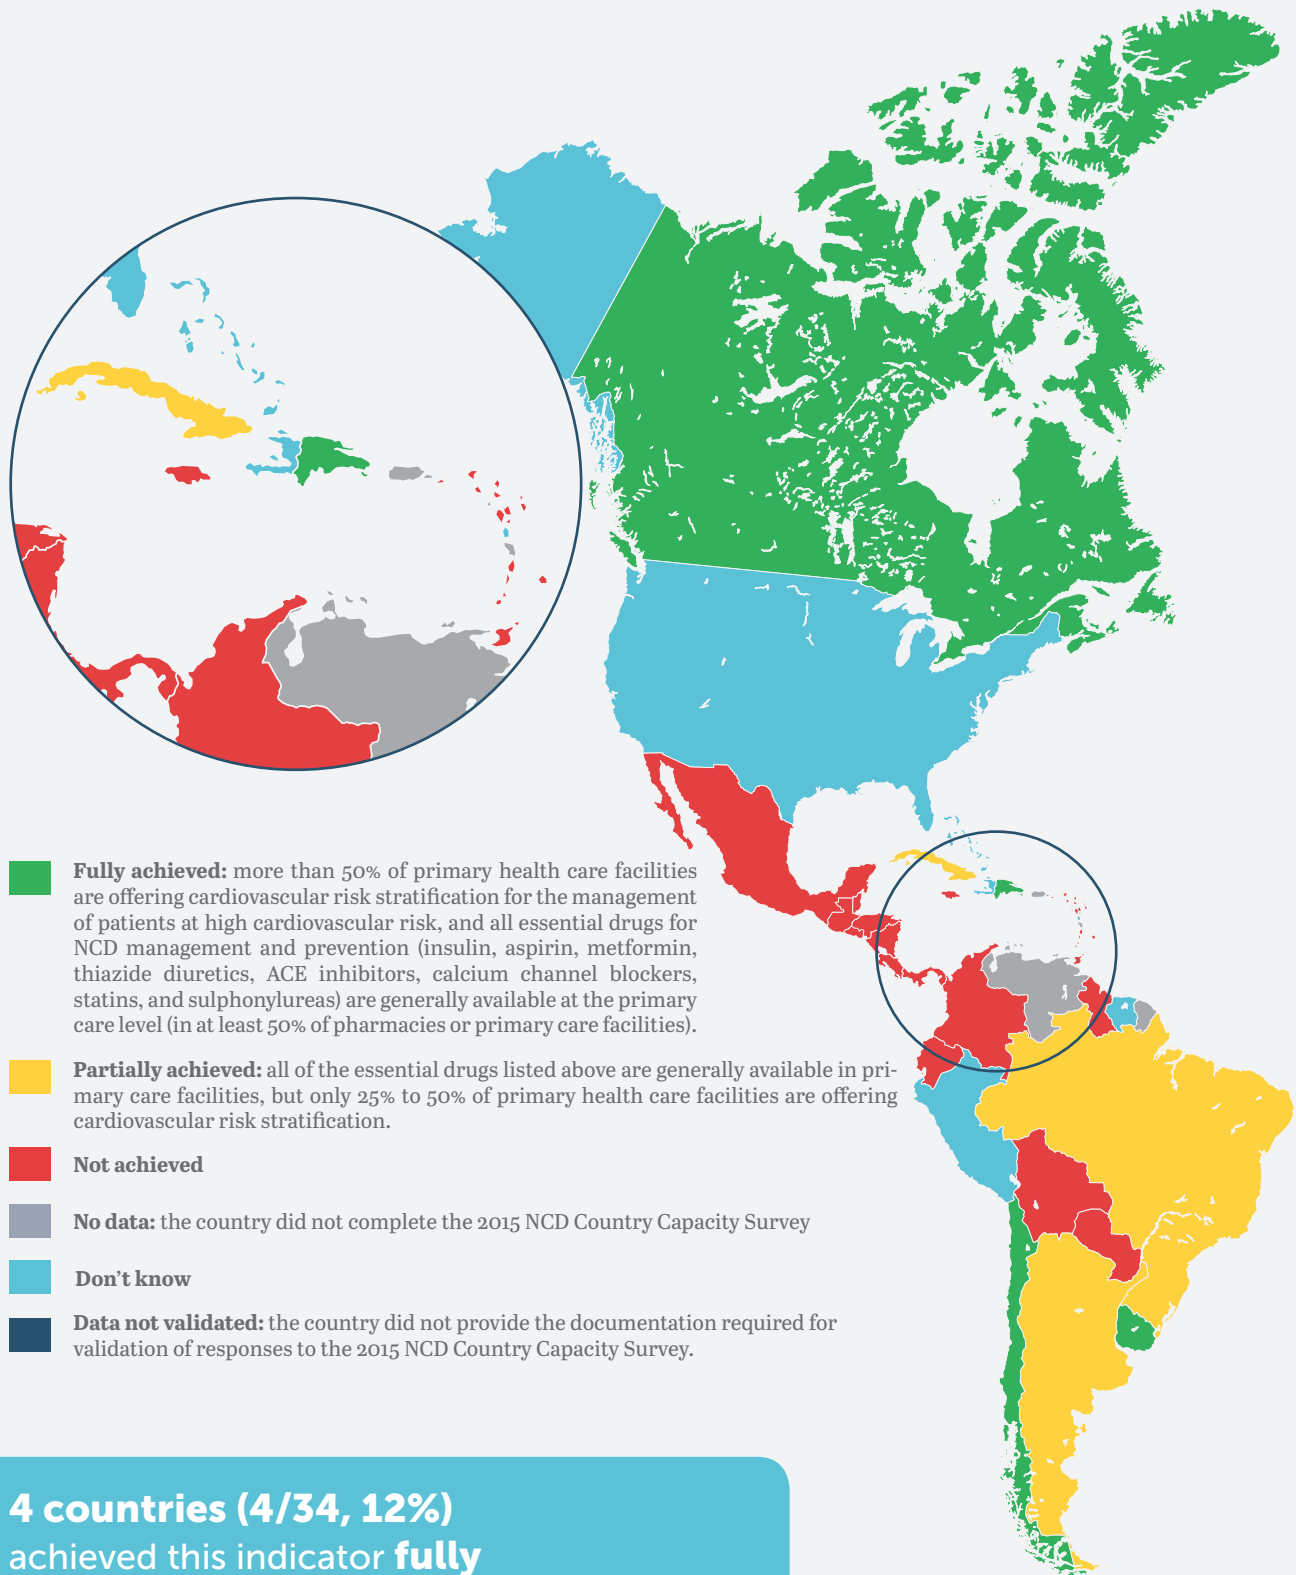 Fully achieved: more than 50% of primary health care facilities
are offering cardiovascular risk stratification for the management
of patients at high cardiovascular risk, and all essential drugs for
NCD management and prevention (insulin, aspirin, metformin,
thiazide diuretics, ACE inhibitors, calcium channel blockers,
statins, and sulphonylureas) are generally available at the primary
care level (in at least 50% of pharmacies or primary care facilities).
Partially achieved: all of the essential drugs listed above are generally available in pri-
mary care facilities, but only 25% to 50% of primary health care facilities are offering
cardiovascular risk stratification.
Not achieved
No data: the country did not complete the 2015 NCD Country Capacity Survey
Don't know
Data not validated: the country did not provide the documentation required for
validation of responses to the 2015 NCD Country Capacity Survey.
4 countries (4/34, 12%)
achieved this indicator fully